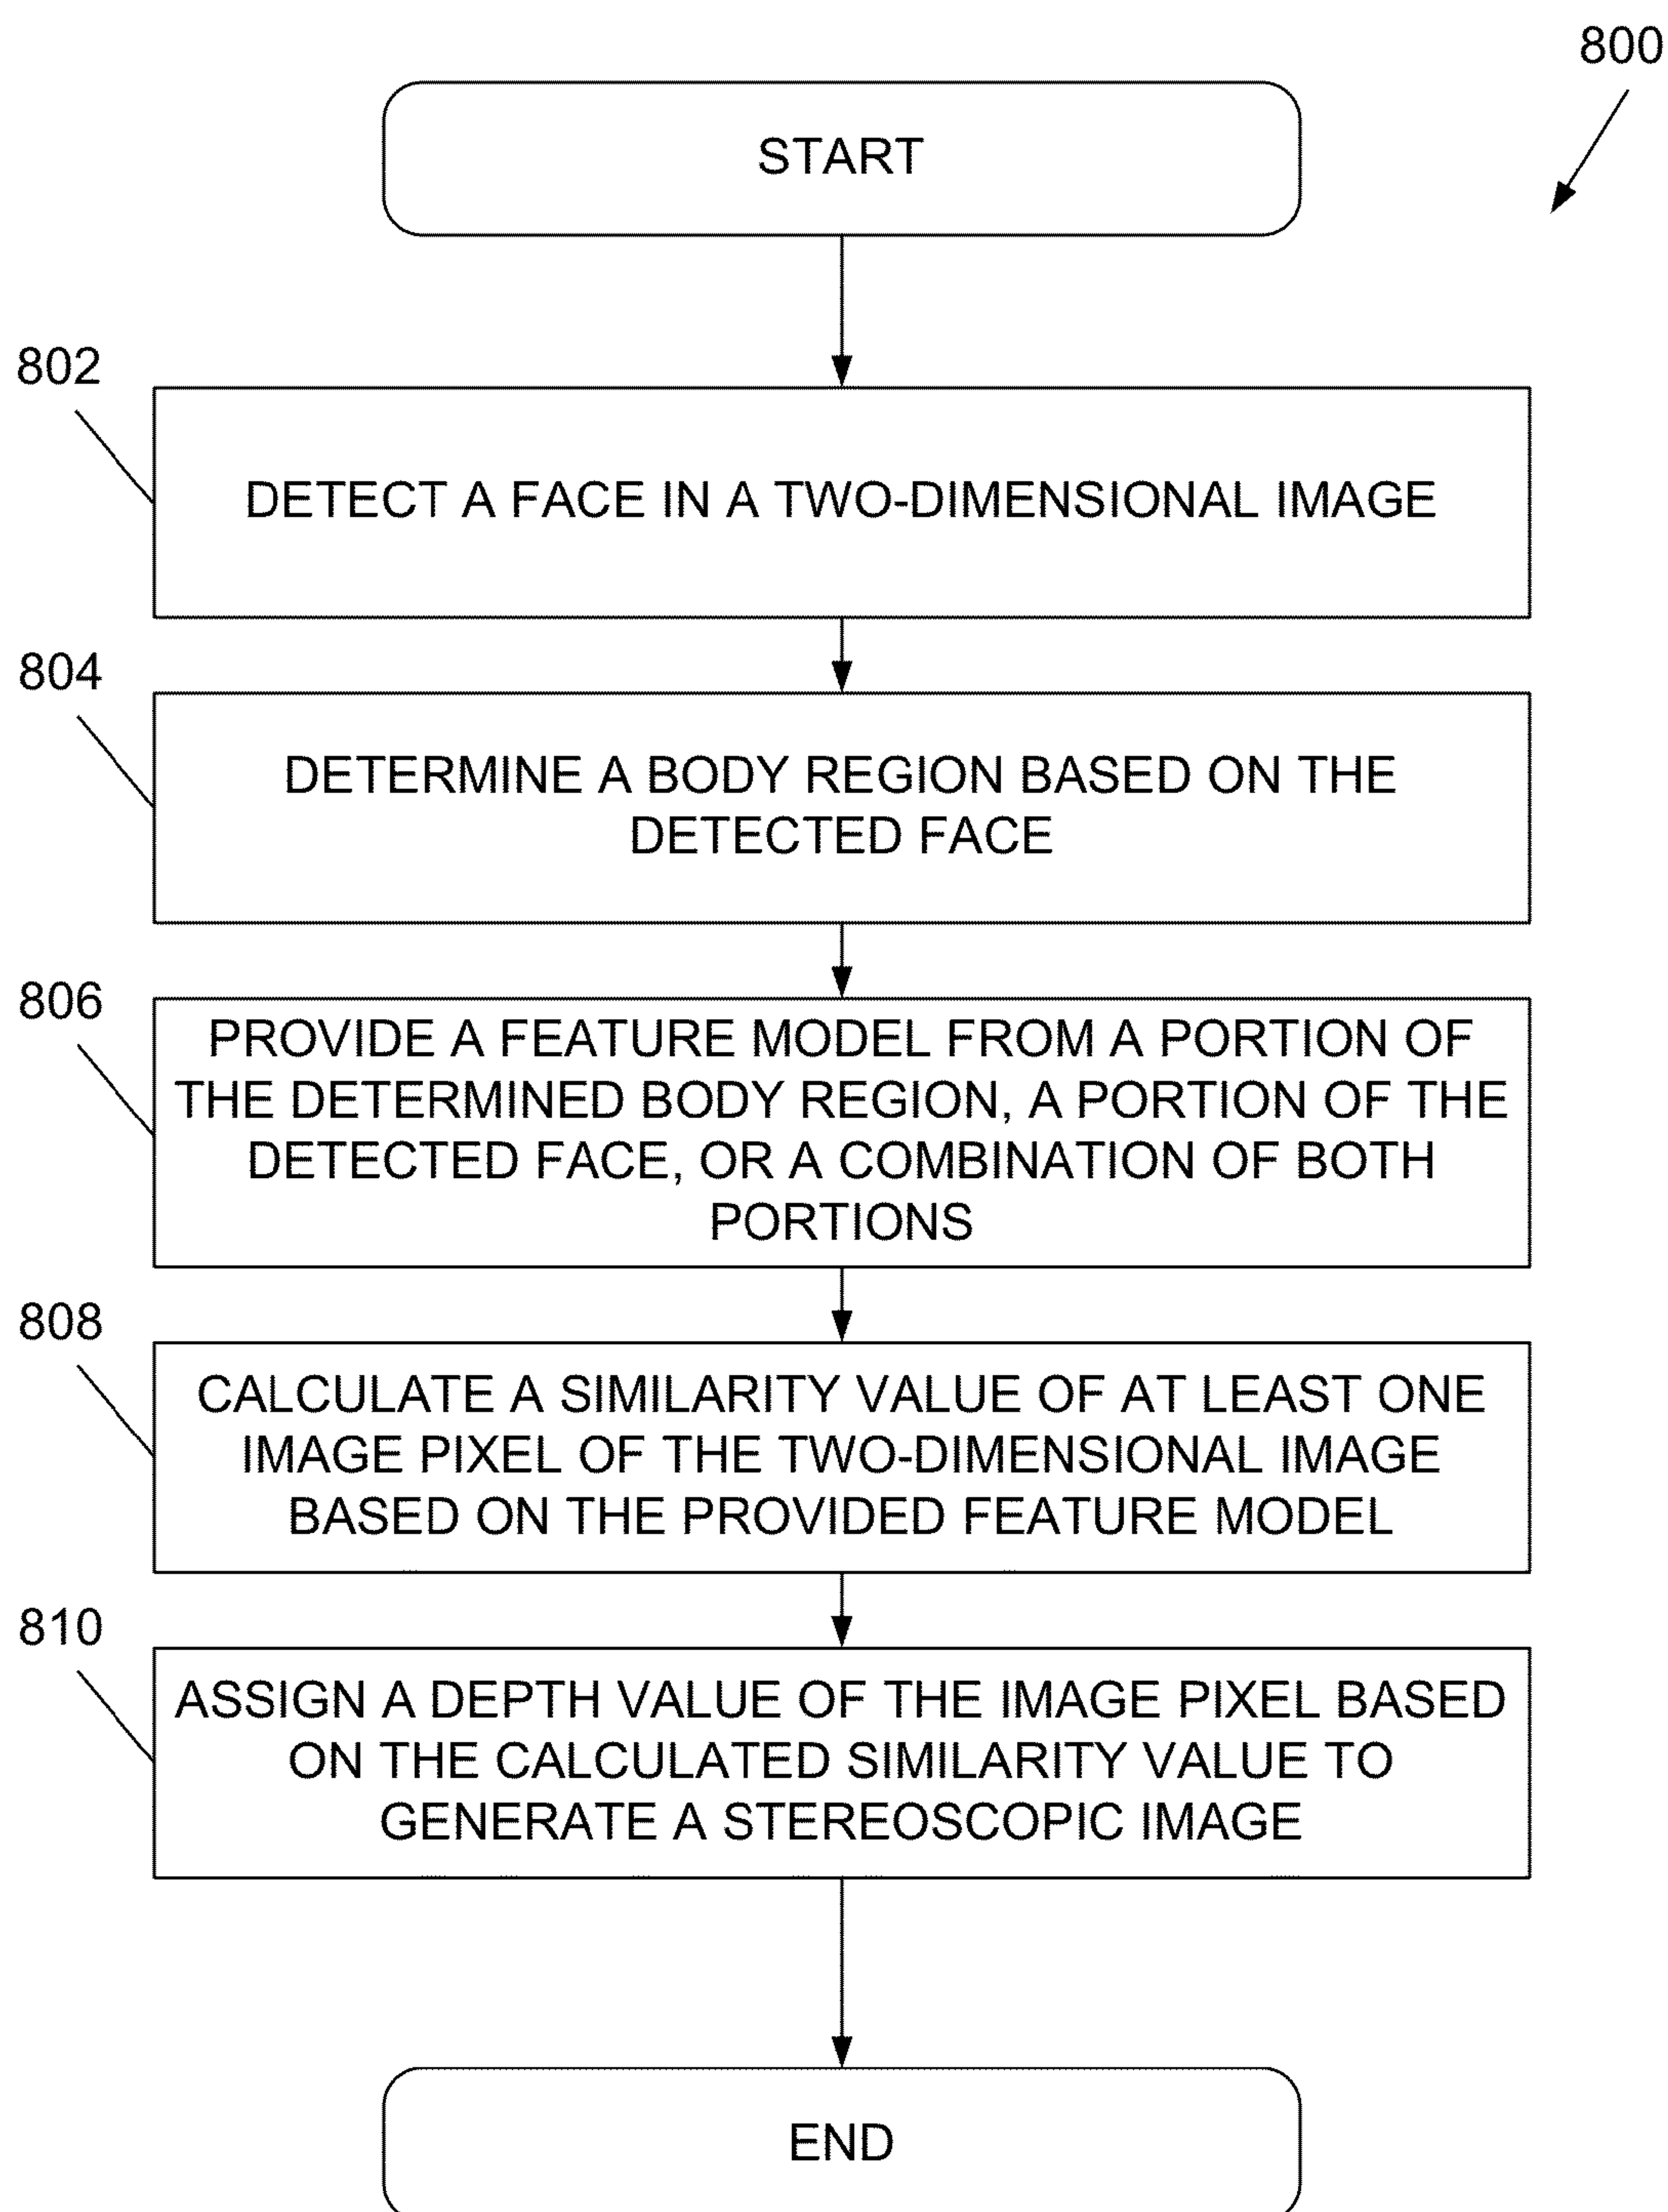 800
START
802
DETECT A FACE IN A TWO-DIMENSIONAL IMAGE
804
DETERMINE A BODY REGION BASED ON THE
DETECTED FACE
806
PROVIDE A FEATURE MODEL FROM A PORTION OF
THE DETERMINED BODY REGION, A PORTION OF THE
DETECTED FACE, OR A COMBINATION OF BOTH
PORTIONS
808
CALCULATE A SIMILARITY VALUE OF AT LEAST ONE
IMAGE PIXEL OF THE TWO-DIMENSIONAL IMAGE
BASED ON THE PROVIDED FEATURE MODEL
810
ASSIGN A DEPTH VALUE OF THE IMAGE PIXEL BASED
ON THE CALCULATED SIMILARITY VALUE TO
GENERATE A STEREOSCOPIC IMAGE
END